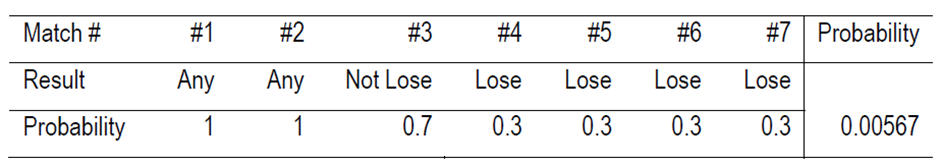 Match # #1 #2 #3 #4 #5 #6 #7 Probability
Result Any Any Not Lose Lose Lose Lose Lose
Probability 1 1 0.7 0.3 0.3 0.3 0.3 0.00567